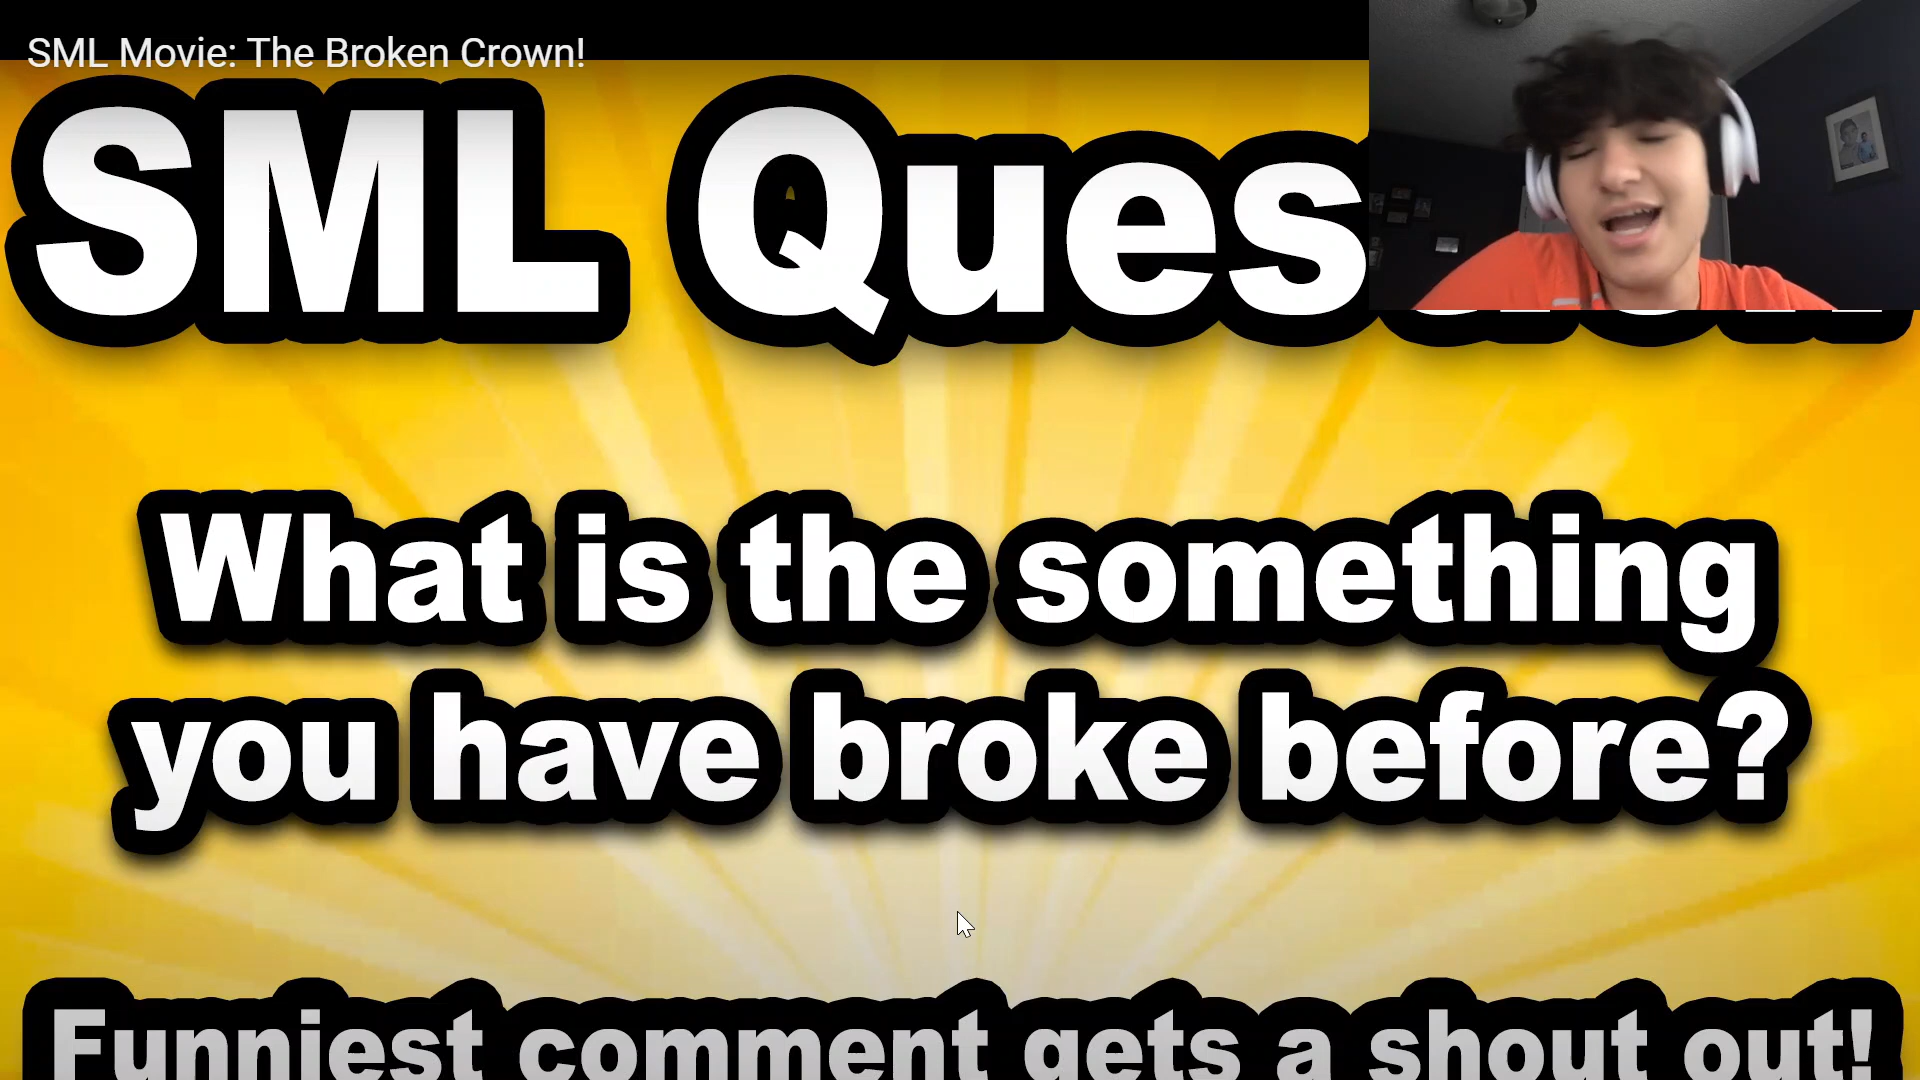 SML Movie: The Broken Crown!
SML Ques
What is the something
you have broke before?
Funniest comment gets a shout out!